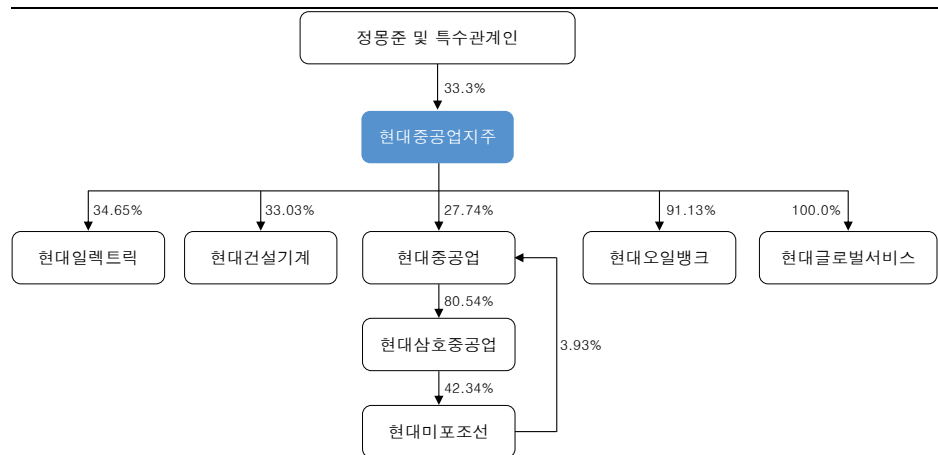 정몽준 및 특수관계인
33.3%
현대중공업지주
34.65%
33.03%
27.74%
91.13%
100.0%
현대일렉트릭
현대건설기계
현대중공업
현대오일뱅크
현대글로벌서비스
80.54%
현대삼호중공업
3.93%
42.34%
현대미포조선